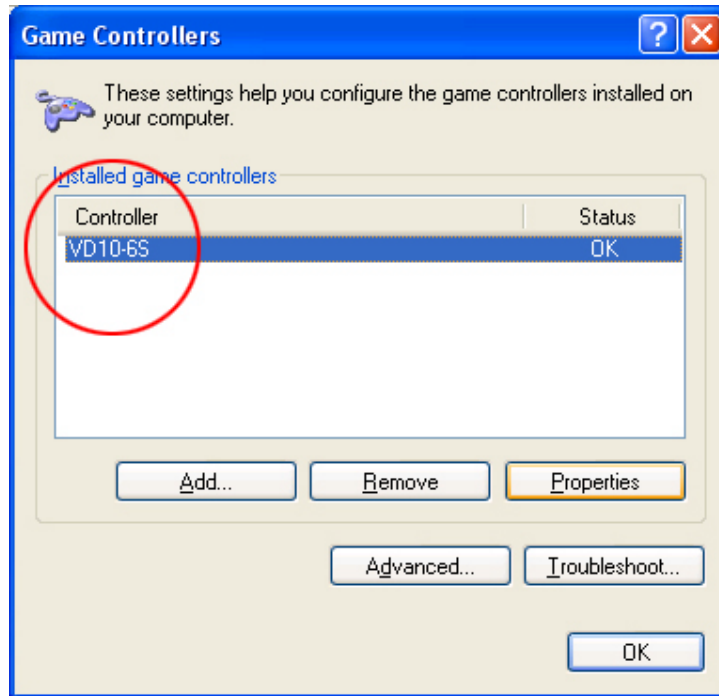 Game Controllers
These settings help you configure the game controllers installed on
your computer.
Installed game controllers
Controller Status
VD10-6S OK
Add... Remove Properties
Advanced... Troubleshoot...
OK